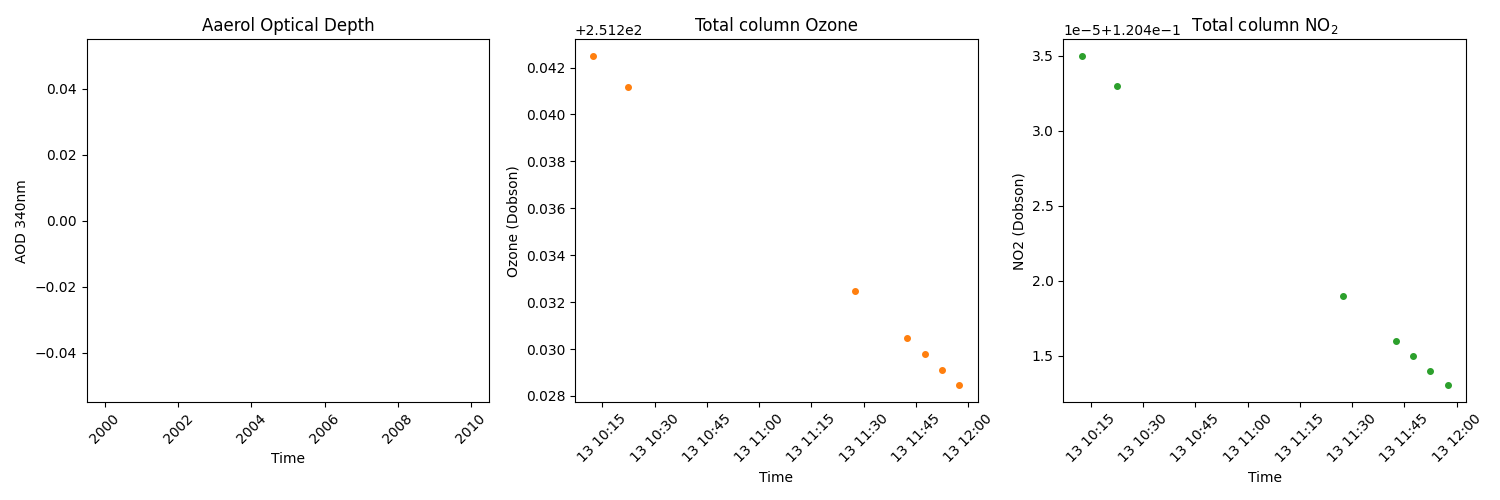 Aaerol Optical Depth
AOD 340nm
0.04
0.02
0.00
−0.02
−0.04
2000 2002 2004 2006 2008 2010
Time
Total column Ozone
+2.512e2
Ozone (Dobson)
0.042
0.040
0.038
0.036
0.034
0.032
0.030
0.028
13 10:15 13 10:30 13 10:45 13 11:00 13 11:15 13 11:30 13 11:45 13 12:00
Time
Total column NO₂
1e−5+1.204e−1
NO2 (Dobson)
3.5
3.0
2.5
2.0
1.5
13 10:15 13 10:30 13 10:45 13 11:00 13 11:15 13 11:30 13 11:45 13 12:00
Time